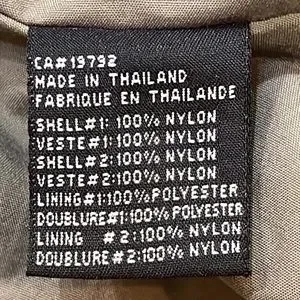 CA#19792
MADE IN THAILAND
FABRIQUE EN THAILANDE
SHELL#1: 100% NYLON
VESTE#1: 100% NYLON
SHELL#2: 100% NYLON
VESTE#2: 100% NYLON
LINING#1:100%POLYESTER
DOUBLURE#1:100%POLYESTER
LINING #2:100% NYLON
DOUBLURE#2:100% NYLON